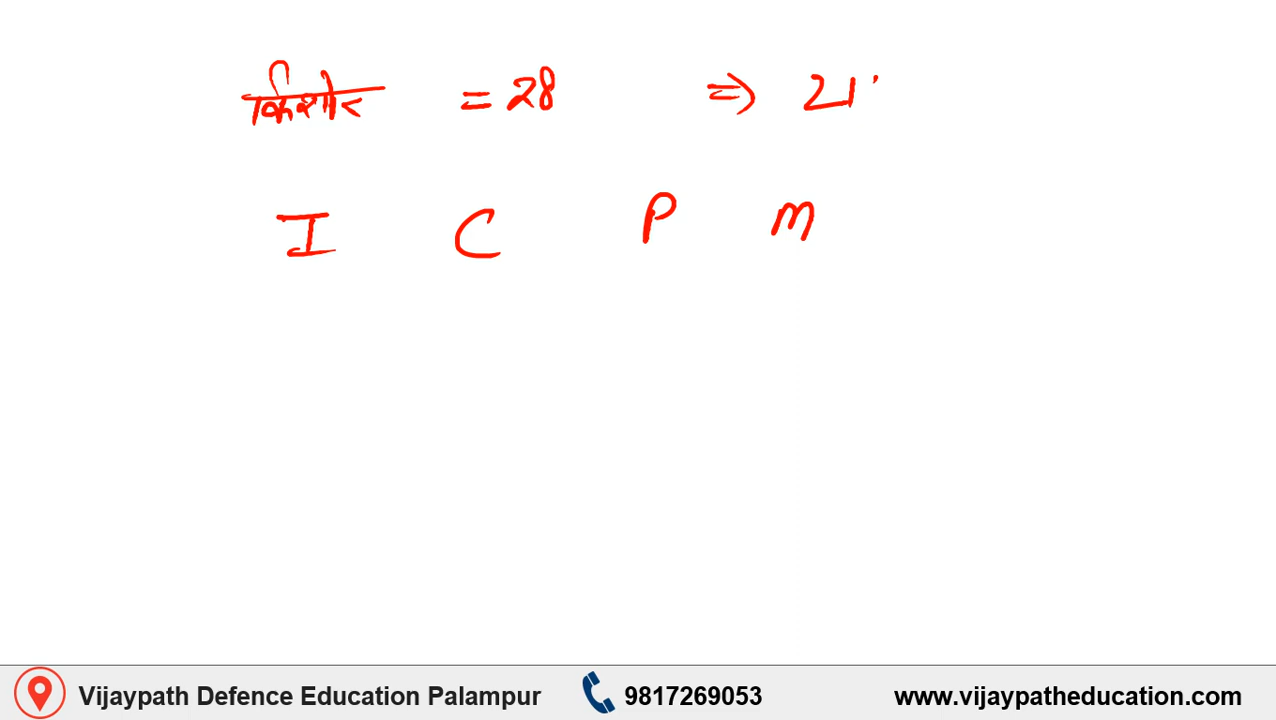 किशोर = 28 ⇒ 21
I C P M
Vijaypath Defence Education Palampur 9817269053 www.vijaypatheducation.com